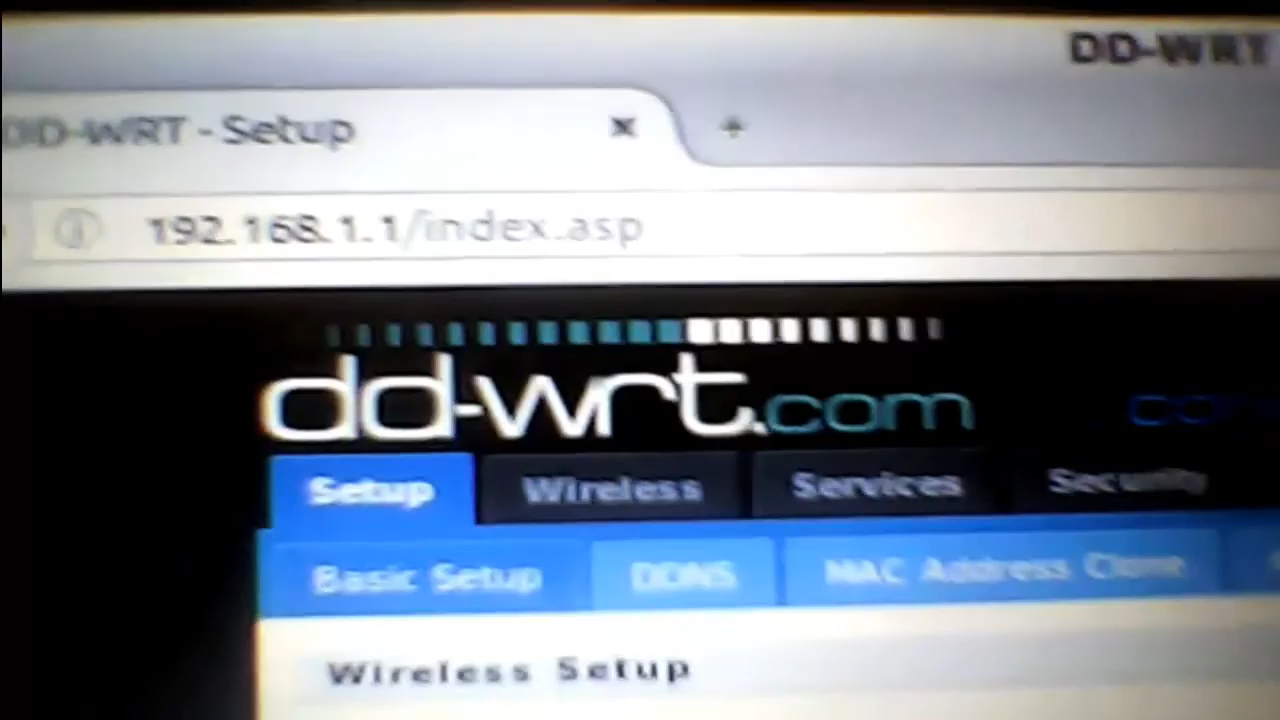 DD-WRT
DD-WRT - Setup
192.168.1.1/index.asp
dd-wrt.com
Setup Wireless Services Security
Basic Setup DDNS MAC Address Clone
Wireless Setup